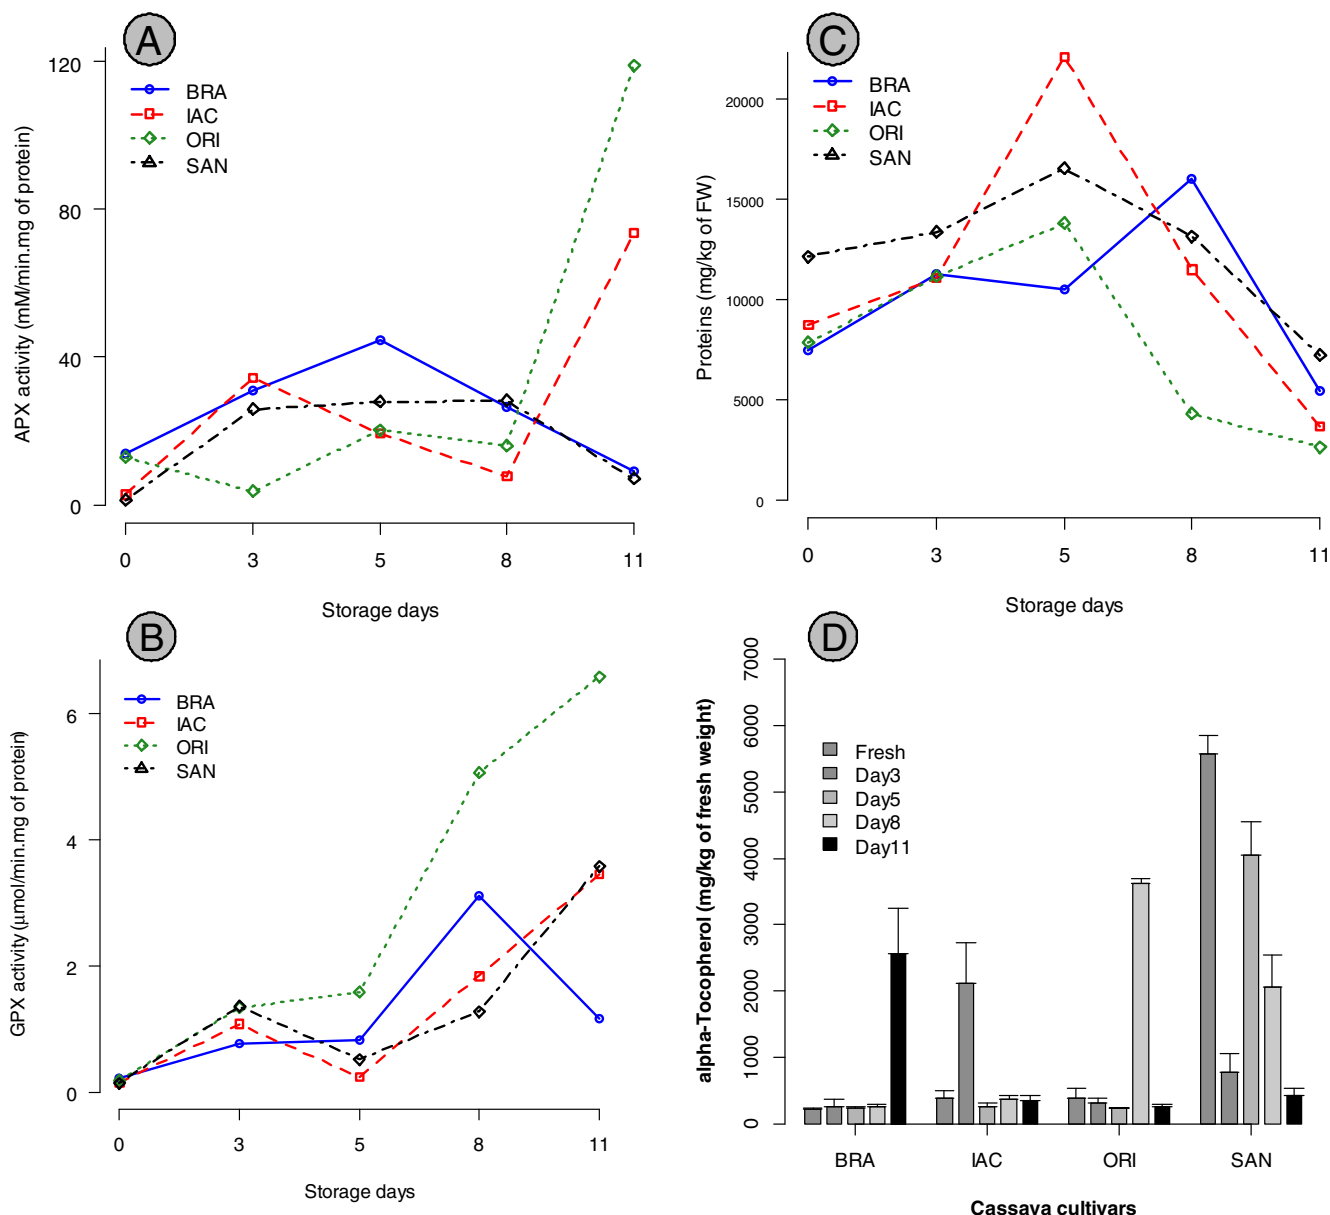 A
120
80
40
0
APX activity (mM/min.mg of protein)
BRA
IAC
ORI
SAN
0 3 5 8 11
Storage days
C
20000
15000
10000
5000
0
Proteins (mg/kg of FW)
BRA
IAC
ORI
SAN
0 3 5 8 11
Storage days
B
6
4
2
0
GPX activity (µmol/min.mg of protein)
BRA
IAC
ORI
SAN
0 3 5 8 11
Storage days
D
7000
6000
5000
4000
3000
2000
1000
0
alpha-Tocopherol (mg/kg of fresh weight)
Fresh
Day3
Day5
Day8
Day11
BRA IAC ORI SAN
Cassava cultivars